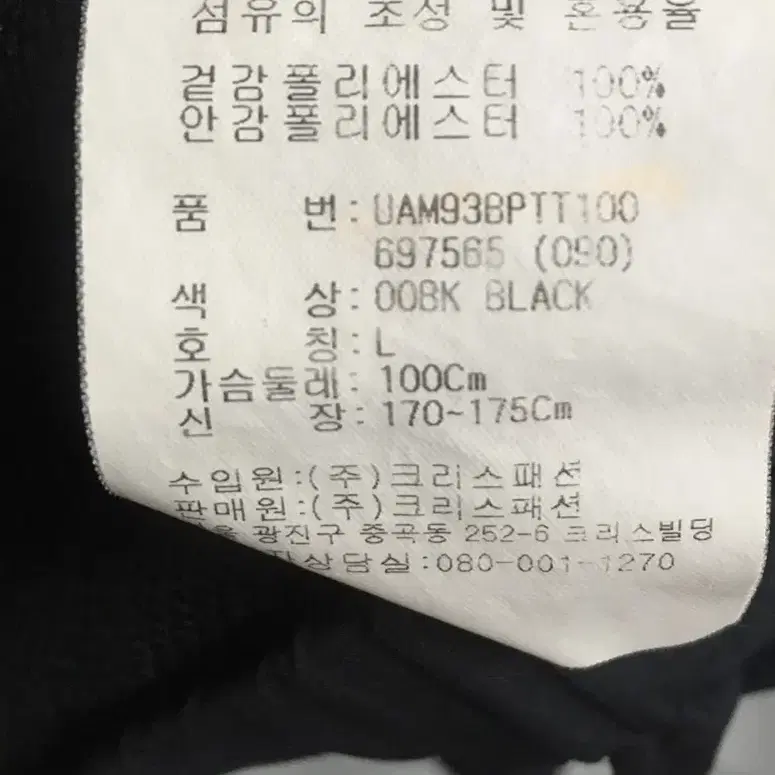 섬유의 조성 및 혼용율
겉감폴리에스터 100%
안감폴리에스터 100%
품 번: UAM93BPTT100
697565 (090)
색 상: 00BK BLACK
호 칭: L
가슴둘레: 100Cm
신 장: 170~175Cm
수입원:(주)크리스패션
판매원:(주)크리스패션
광진구 중곡동 252-6 크리스빌딩
상담실:080-001-1270